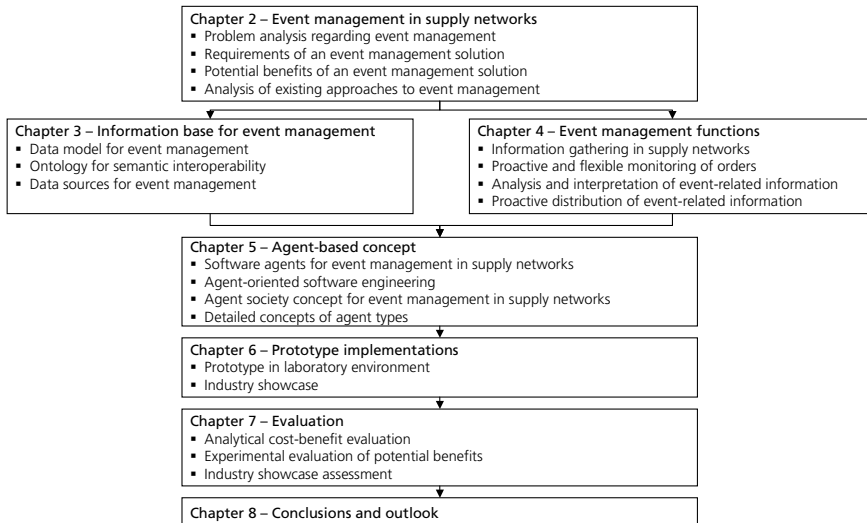 Chapter 2 – Event management in supply networks
▪ Problem analysis regarding event management
▪ Requirements of an event management solution
▪ Potential benefits of an event management solution
▪ Analysis of existing approaches to event management
Chapter 3 – Information base for event management
▪ Data model for event management
▪ Ontology for semantic interoperability
▪ Data sources for event management
Chapter 4 – Event management functions
▪ Information gathering in supply networks
▪ Proactive and flexible monitoring of orders
▪ Analysis and interpretation of event-related information
▪ Proactive distribution of event-related information
Chapter 5 – Agent-based concept
▪ Software agents for event management in supply networks
▪ Agent-oriented software engineering
▪ Agent society concept for event management in supply networks
▪ Detailed concepts of agent types
Chapter 6 – Prototype implementations
▪ Prototype in laboratory environment
▪ Industry showcase
Chapter 7 – Evaluation
▪ Analytical cost-benefit evaluation
▪ Experimental evaluation of potential benefits
▪ Industry showcase assessment
Chapter 8 – Conclusions and outlook